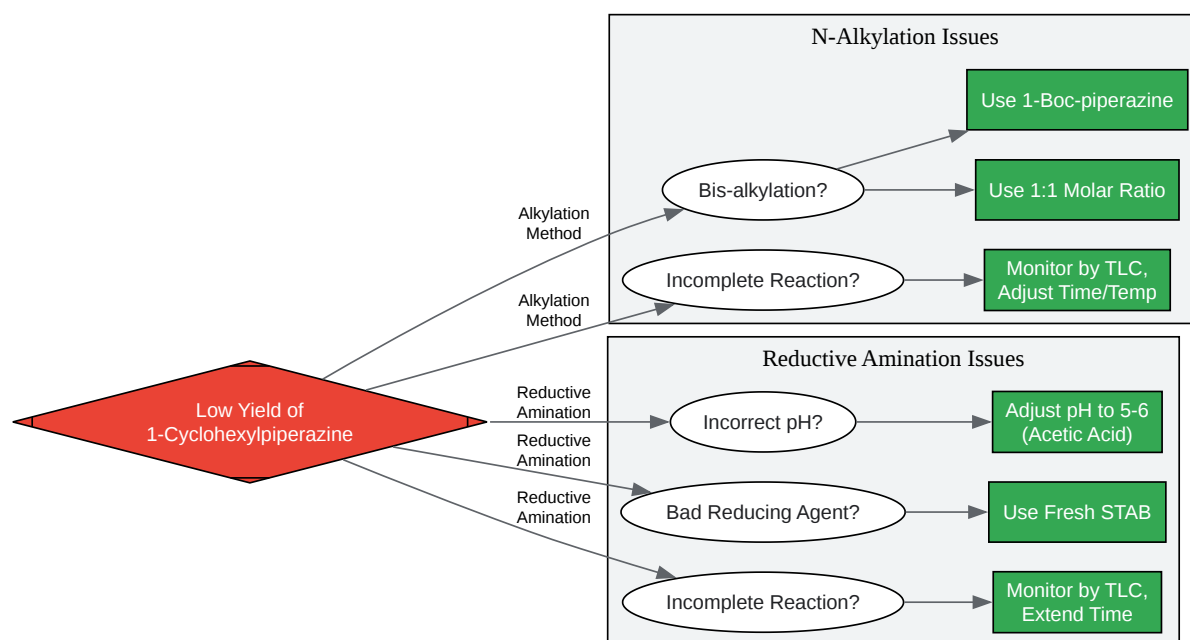 N-Alkylation Issues
Use 1-Boc-piperazine
Bis-alkylation?
Use 1:1 Molar Ratio
Alkylation
Method
Incomplete Reaction?
Monitor by TLC,
Adjust Time/Temp
Alkylation
Method
Reductive Amination Issues
Low Yield of
1-Cyclohexylpiperazine
Reductive
Amination
Incorrect pH?
Adjust pH to 5-6
(Acetic Acid)
Reductive
Amination
Bad Reducing Agent?
Use Fresh STAB
Reductive
Amination
Incomplete Reaction?
Monitor by TLC,
Extend Time